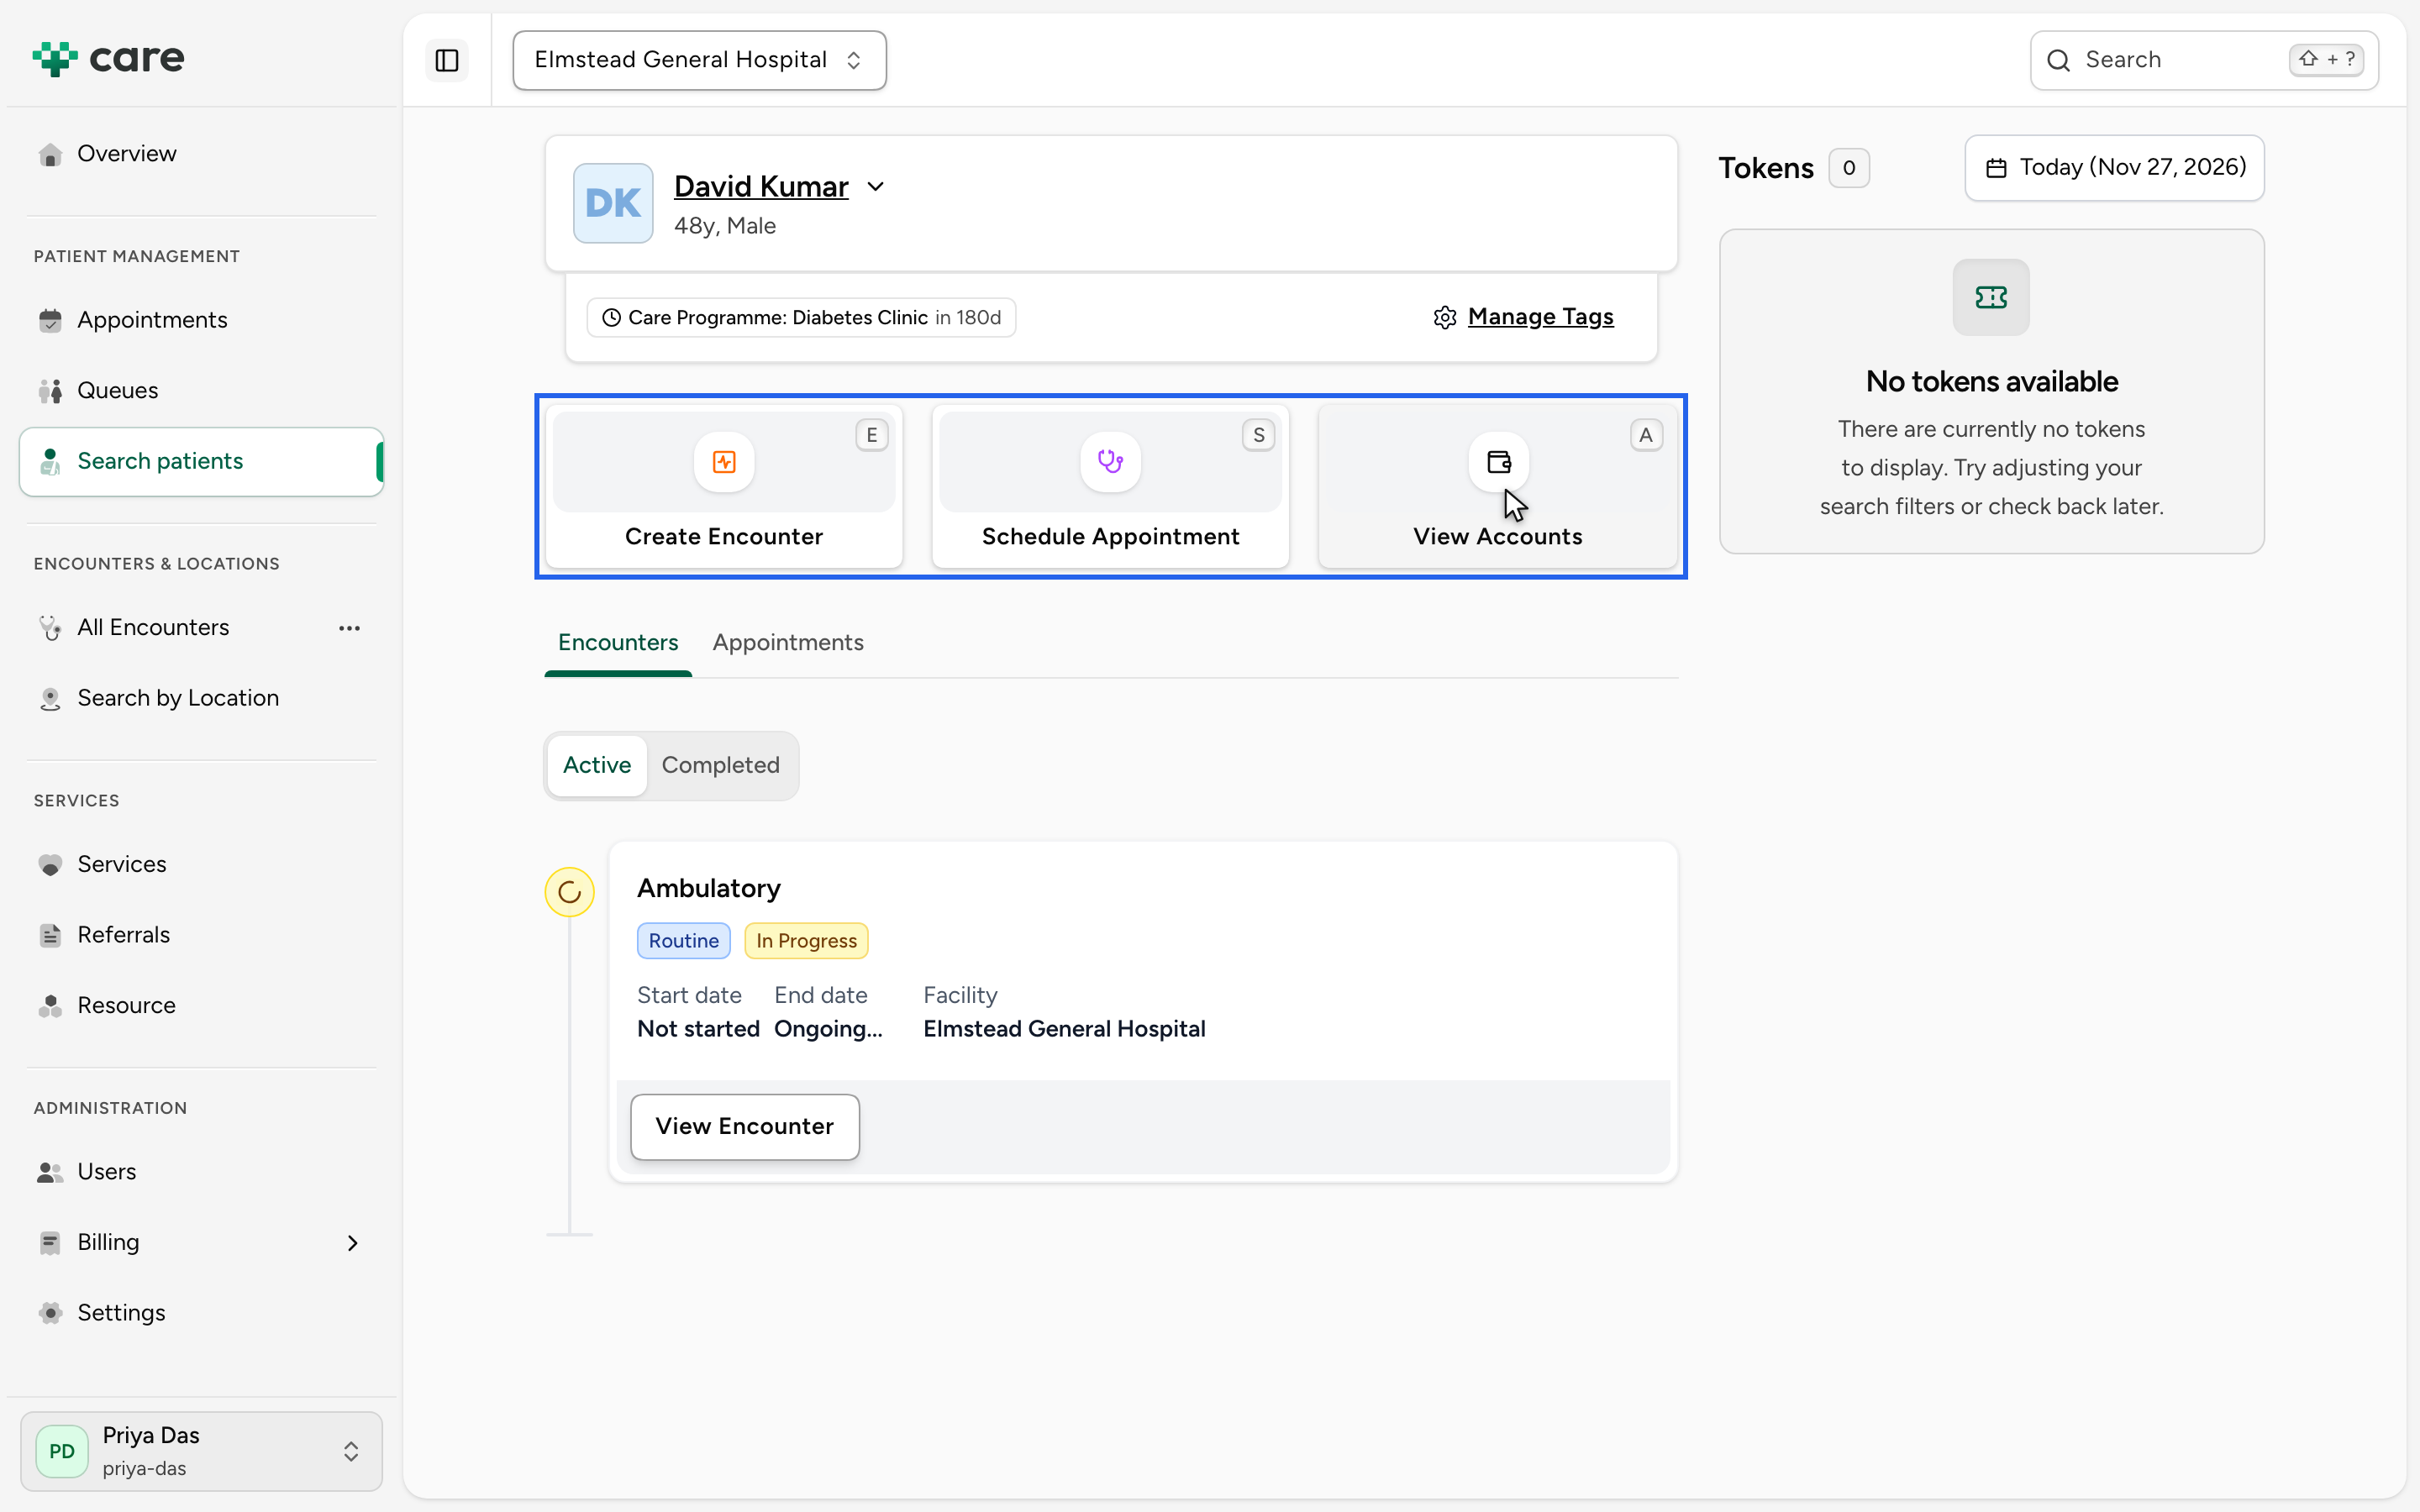 care
Overview
PATIENT MANAGEMENT
Appointments
Queues
Search patients
ENCOUNTERS & LOCATIONS
All Encounters
Search by Location
SERVICES
Services
Referrals
Resource
ADMINISTRATION
Users
Billing
Settings
PD
Priya Das
priya-das
Elmstead General Hospital
Search
+ ?
DK
David Kumar
48y, Male
Care Programme: Diabetes Clinic in 180d
Manage Tags
E
Create Encounter
S
Schedule Appointment
A
View Accounts
Encounters
Appointments
Active
Completed
Ambulatory
Routine
In Progress
Start date
End date
Facility
Not started
Ongoing...
Elmstead General Hospital
View Encounter
Tokens
0
Today (Nov 27, 2026)
No tokens available
There are currently no tokens
to display. Try adjusting your
search filters or check back later.